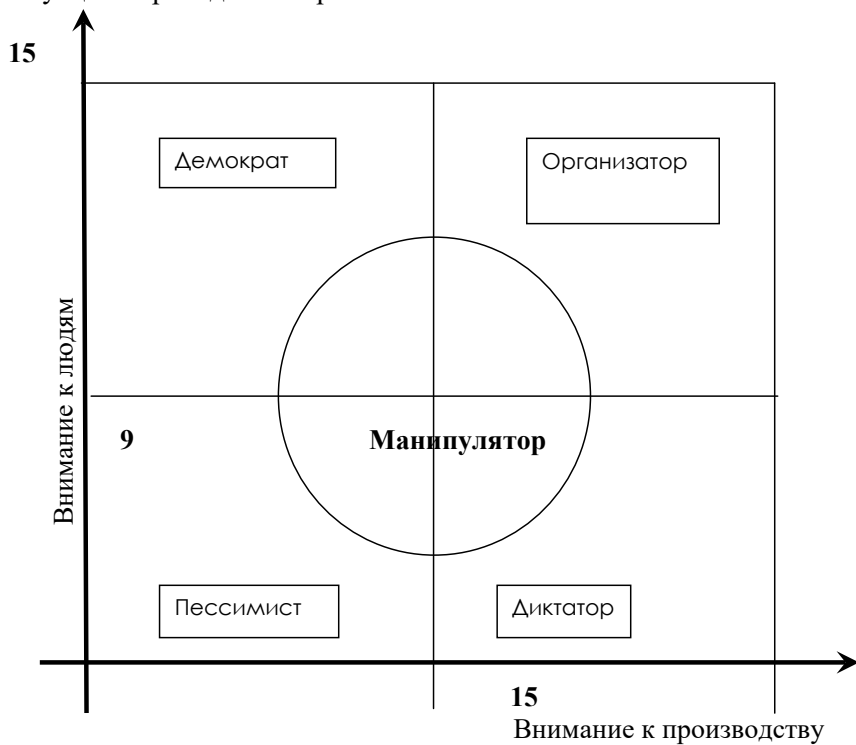 15
Демократ
Организатор
Внимание к людям
9
Манипулятор
Пессимист
Диктатор
15
Внимание к производству